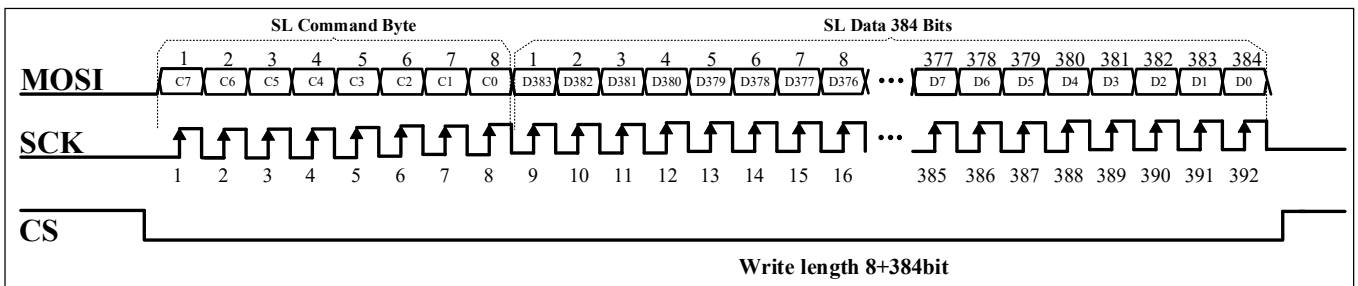 SL Command Byte SL Data 384 Bits
1 2 3 4 5 6 7 8 1 2 3 4 5 6 7 8 377 378 379 380 381 382 383 384
MOSI C7 C6 C5 C4 C3 C2 C1 C0 D383 D382 D381 D380 D379 D378 D377 D376 ••• D7 D6 D5 D4 D3 D2 D1 D0
SCK •••
1 2 3 4 5 6 7 8 9 10 11 12 13 14 15 16 385 386 387 388 389 390 391 392
CS
Write length 8+384bit